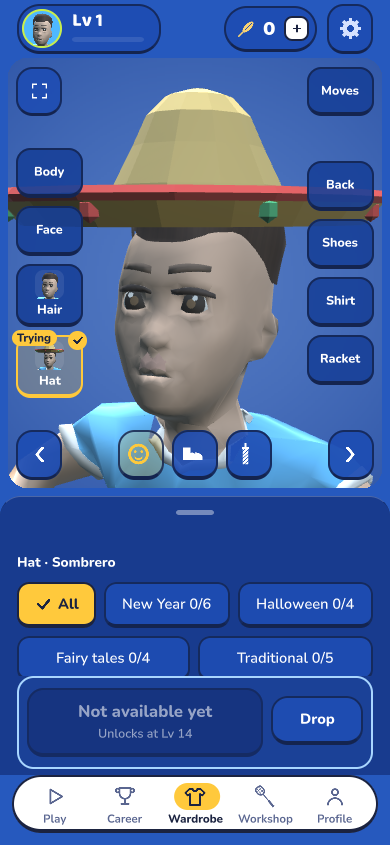 Lv 1
0
+
Moves
Body
Back
Face
Shoes
Hair
Shirt
Trying
Hat
Racket
Hat · Sombrero
All
New Year 0/6
Halloween 0/4
Fairy tales 0/4
Traditional 0/5
Not available yet
Unlocks at Lv 14
Drop
Play
Career
Wardrobe
Workshop
Profile